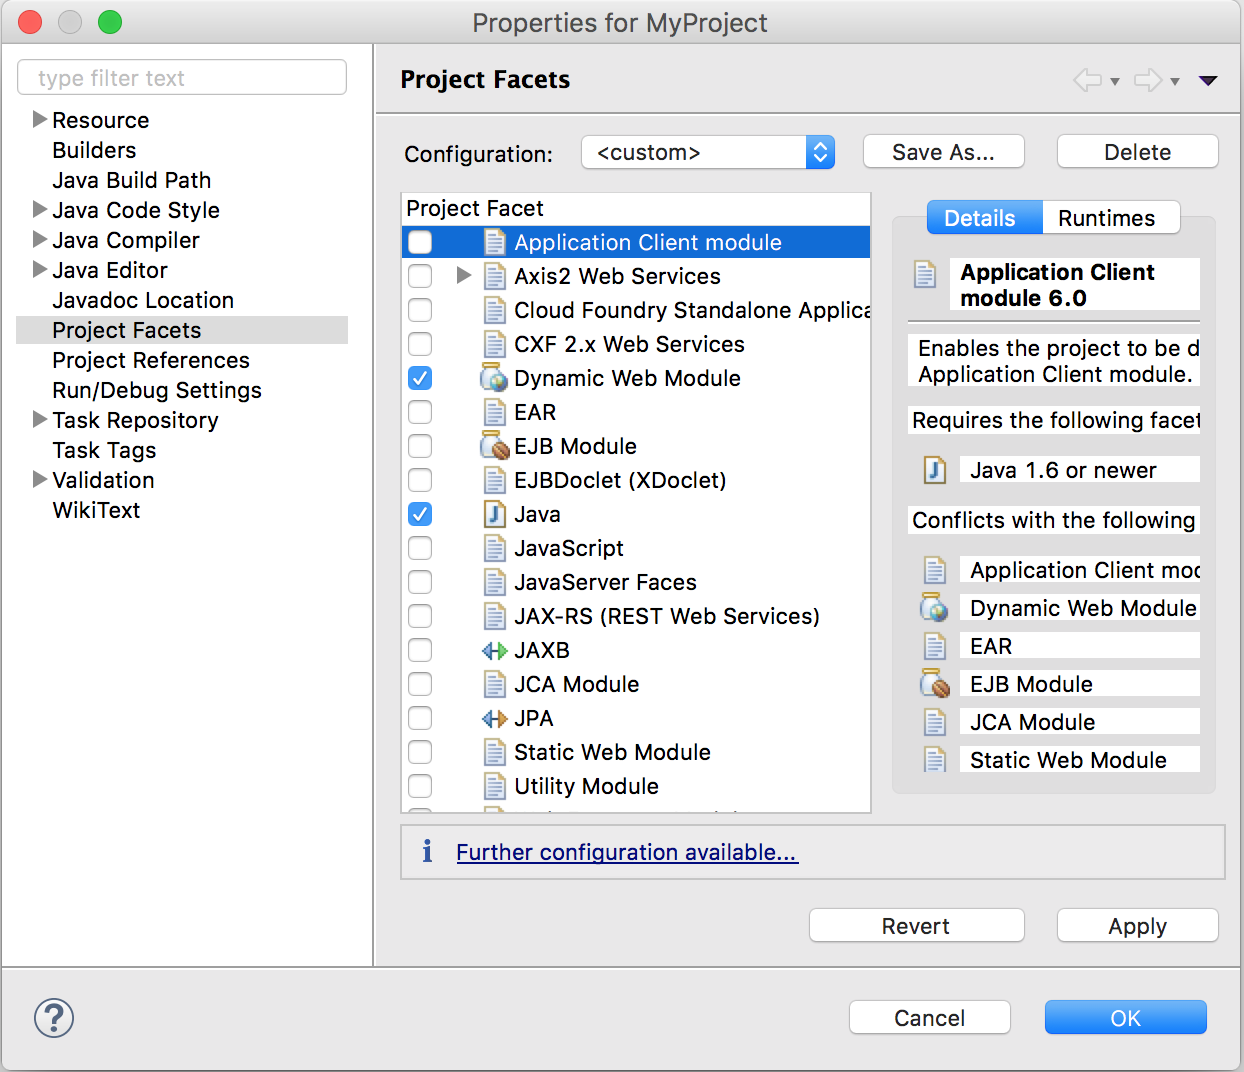 Properties for MyProject
type filter text
Resource
Builders
Java Build Path
Java Code Style
Java Compiler
Java Editor
Javadoc Location
Project Facets
Project References
Run/Debug Settings
Task Repository
Task Tags
Validation
WikiText
Project Facets
Configuration:
<custom>
Save As...
Delete
Project Facet
Application Client module
Axis2 Web Services
Cloud Foundry Standalone Applica
CXF 2.x Web Services
Dynamic Web Module
EAR
EJB Module
EJBDoclet (XDoclet)
Java
JavaScript
JavaServer Faces
JAX-RS (REST Web Services)
JAXB
JCA Module
JPA
Static Web Module
Utility Module
Details
Runtimes
Application Client
module 6.0
Enables the project to be d
Application Client module.
Requires the following facet
Java 1.6 or newer
Conflicts with the following
Application Client mod
Dynamic Web Module
EAR
EJB Module
JCA Module
Static Web Module
Further configuration available...
Revert
Apply
?
Cancel
OK